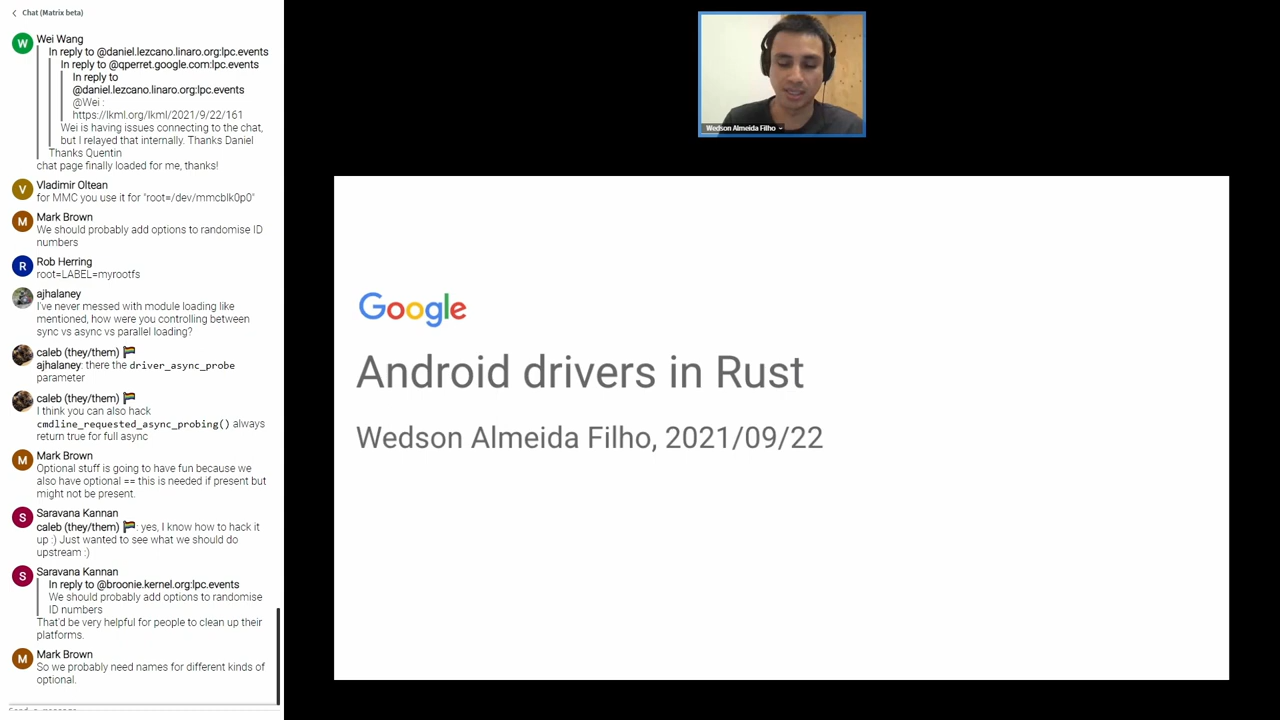 Chat (Matrix beta)
Wei Wang
In reply to @daniel.lezcano.linaro.org:lpc.events
In reply to @qperret.google.com:lpc.events
In reply to
@daniel.lezcano.linaro.org:lpc.events
@Wei :
https://lkml.org/lkml/2021/9/22/161
Wei is having issues connecting to the chat,
but I relayed that internally. Thanks Daniel
Thanks Quentin
chat page finally loaded for me, thanks!
V
Vladimir Oltean
for MMC you use it for "root=/dev/mmcblk0p0"
M
Mark Brown
We should probably add options to randomise ID
numbers
R
Rob Herring
root=LABEL=myrootfs
ajhalaney
I've never messed with module loading like
mentioned, how were you controlling between
sync vs async vs parallel loading?
caleb (they/them)
ajhalaney: there the driver_async_probe
parameter
caleb (they/them)
I think you can also hack
cmdline_requested_async_probing() always
return true for full async
M
Mark Brown
Optional stuff is going to have fun because we
also have optional == this is needed if present but
might not be present.
S
Saravana Kannan
caleb (they/them) : yes, I know how to hack it
up :) Just wanted to see what we should do
upstream :)
S
Saravana Kannan
In reply to @broonie.kernel.org:lpc.events
We should probably add options to randomise
ID numbers
That'd be very helpful for people to clean up their
platforms.
M
Mark Brown
So we probably need names for different kinds of
optional.
Wedson Almeida Filho
Google
Android drivers in Rust
Wedson Almeida Filho, 2021/09/22